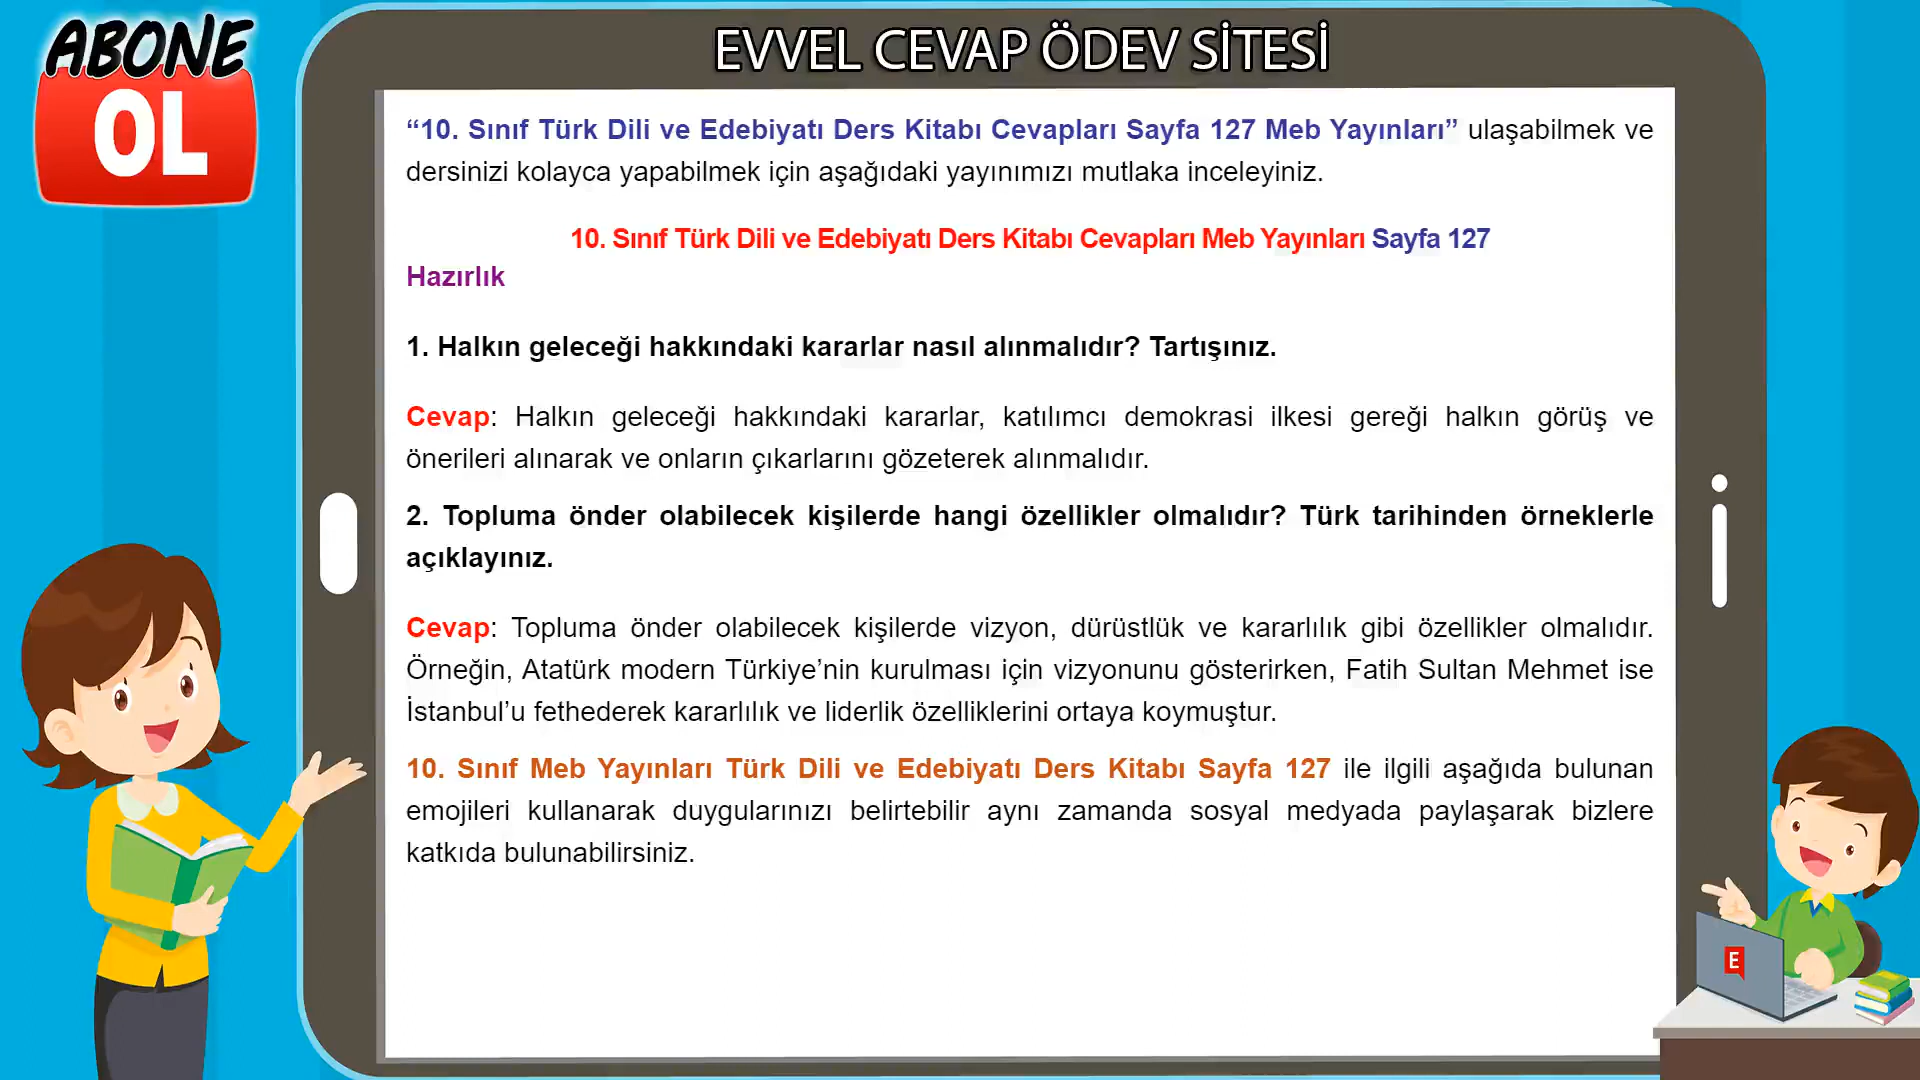 ABONE
OL
EVVEL CEVAP ÖDEV SİTESİ
“10. Sınıf Türk Dili ve Edebiyatı Ders Kitabı Cevapları Sayfa 127 Meb Yayınları” ulaşabilmek ve
dersinizi kolayca yapabilmek için aşağıdaki yayınımızı mutlaka inceleyiniz.
10. Sınıf Türk Dili ve Edebiyatı Ders Kitabı Cevapları Meb Yayınları Sayfa 127
Hazırlık
1. Halkın geleceği hakkındaki kararlar nasıl alınmalıdır? Tartışınız.
Cevap: Halkın geleceği hakkındaki kararlar, katılımcı demokrasi ilkesi gereği halkın görüş ve
önerileri alınarak ve onların çıkarlarını gözeterek alınmalıdır.
2. Topluma önder olabilecek kişilerde hangi özellikler olmalıdır? Türk tarihinden örneklerle
açıklayınız.
Cevap: Topluma önder olabilecek kişilerde vizyon, dürüstlük ve kararlılık gibi özellikler olmalıdır.
Örneğin, Atatürk modern Türkiye’nin kurulması için vizyonunu gösterirken, Fatih Sultan Mehmet ise
İstanbul’u fethederek kararlılık ve liderlik özelliklerini ortaya koymuştur.
10. Sınıf Meb Yayınları Türk Dili ve Edebiyatı Ders Kitabı Sayfa 127 ile ilgili aşağıda bulunan
emojileri kullanarak duygularınızı belirtebilir aynı zamanda sosyal medyada paylaşarak bizlere
katkıda bulunabilirsiniz.
E